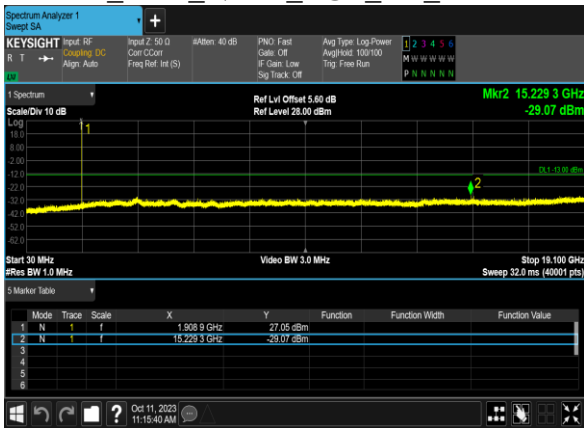 Spectrum Analyzer 1
Swept SA
+
KEYSIGHT Input: RF Input Z: 50 Ω #Atten: 40 dB PNO: Fast Avg Type: Log-Power 1 2 3 4 5 6
R T Coupling: DC Corr CCorr Gate: Off Avg|Hold: 100/100 M W W W W W
Align: Auto Freq Ref: Int (S) IF Gain: Low Trig: Free Run
LV Sig Track: Off P N N N N N
1 Spectrum Ref Lvl Offset 5.60 dB Mkr2 15.229 3 GHz
Scale/Div 10 dB Ref Level 28.00 dBm -29.07 dBm
Log
18.0
8.00
-2.00
-12.0
-22.0
-32.0
-42.0
-52.0
-62.0
1
DL1 -13.00 dBm
2
Start 30 MHz Video BW 3.0 MHz Stop 19.100 GHz
#Res BW 1.0 MHz Sweep 32.0 ms (40001 pts)
5 Marker Table
Mode Trace Scale X Y Function Function Width Function Value
1 N 1 f 1.908 9 GHz 27.05 dBm
2 N 1 f 15.229 3 GHz -29.07 dBm
3
4
5
6
? Oct 11, 2023
11:15:40 AM